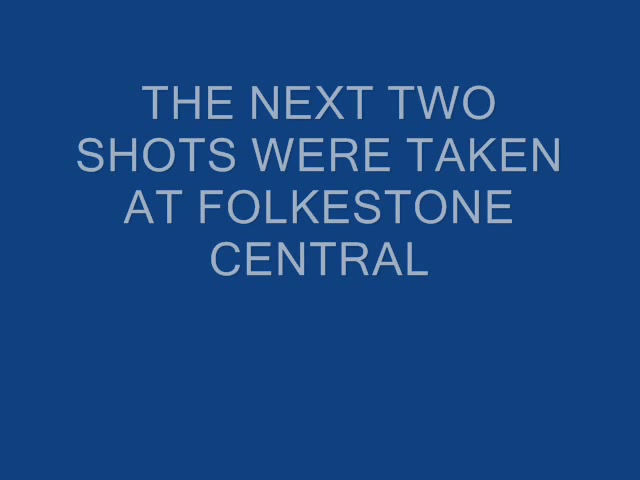 THE NEXT TWO
SHOTS WERE TAKEN
AT FOLKESTONE
CENTRAL